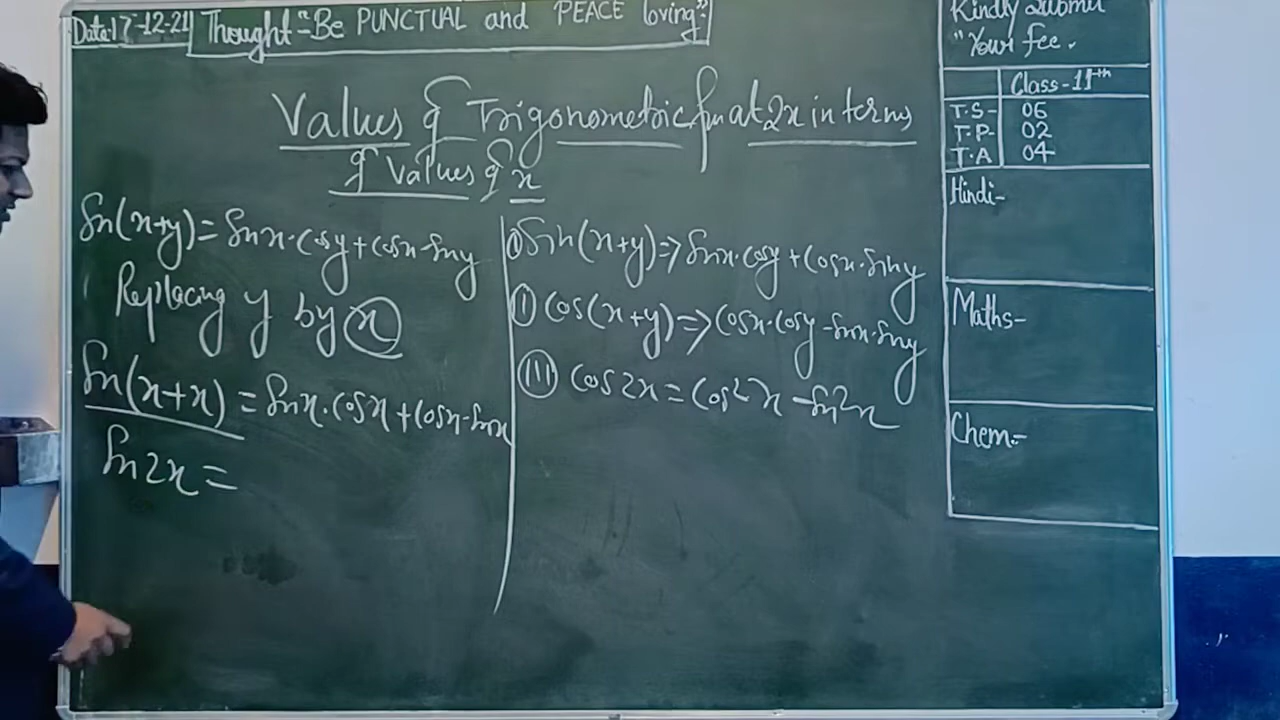 Date:17-12-21
Thought-"Be PUNCTUAL and PEACE loving".
Kindly Submit
"Your fee.
Class-11th
T.S- 06
T.P- 02
T.A 04
Hindi-
Maths-
Chem:-
Values of Trigonometric fn at 2x in terms
of values of x
Sin(x+y)=Sinx·Cosy+Cosx·Siny
Replacing y by x
Sin(x+x)=Sinx·Cosx+Cosx·Sinx
Sin2x=
① Sin(x+y)⇒Sinx·Cosy+Cosx·Siny
Ⅱ Cos(x+y)⇒Cosx·Cosy-Sinx·Siny
Ⅲ Cos2x=Cos²x-Sin²x